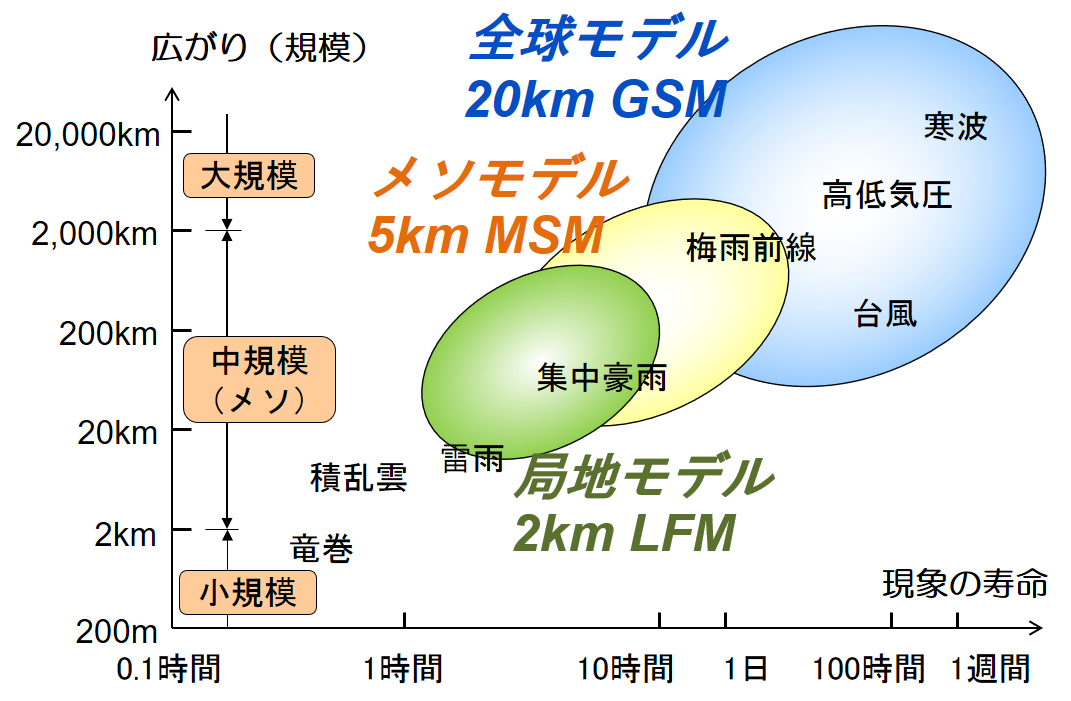 広がり（規模）
全球モデル
20km GSM
メソモデル
5km MSM
20,000km
2,000km
200km
20km
2km
200m
大規模
中規模
（メソ）
小規模
寒波
高低気圧
梅雨前線
台風
集中豪雨
雷雨
積乱雲
竜巻
局地モデル
2km LFM
現象の寿命
0.1時間
1時間
10時間
1日
100時間
1週間